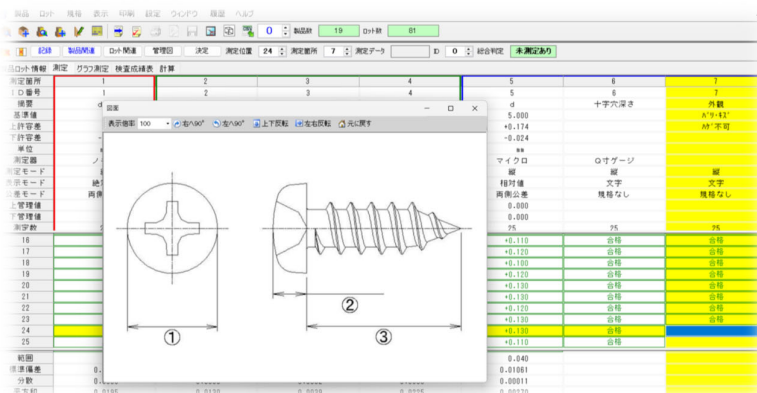 製品 ロット 規格 表示 印刷 設定 ウィンドウ 履歴 ヘルプ
0 製品数 19 ロット数 81
記録 製品関連 ロット関連 管理図 決定 測定位置 24 測定箇所 7 測定データ ID 0 総合判定 未測定あり
ロット情報 測定 グラフ測定 検査成績表 計算
測定箇所 1 2 3 4 5 6 7
ID番号 1 2 3 4 5 6 7
摘要 d d 十字穴深さ 外観
基準値 5.000 バリ・キズ
上許容差 +0.174 ハゲ不可
下許容差 -0.024
単位 mm
測定器 マイクロ Qマゲージ
測定モード 縦 縦 縦
表示モード 相対値 文字 文字
公差モード 両側公差 規格なし 規格なし
上管理値 0.000
下管理値 0.000
測定数 25 25 25
図面
表示倍率 100 右へ90° 左へ90° 上下反転 左右反転 元に戻す
①
②
③
16 +0.110 合格 合格
17 +0.120 合格 合格
18 +0.100 合格 合格
19 +0.120 合格 合格
20 +0.130 合格 合格
21 +0.130 合格 合格
22 +0.120 合格 合格
23 +0.130 合格 合格
24 +0.130 合格
25 +0.110 合格
範囲 0.040
標準偏差 0.01061
分散 0.00011
平方和 0.00270